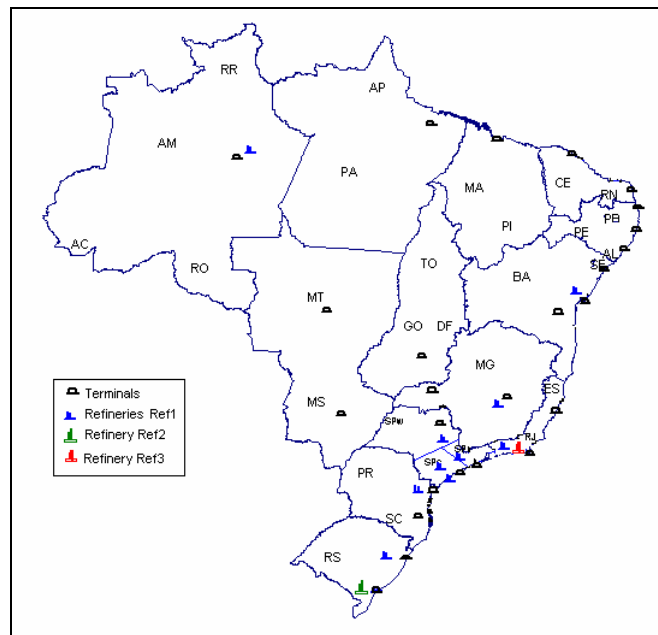 RR
AP
AM
PA
CE
MA
RN
PB
PI
PE
AC
AL
SE
RO
TO
BA
MT
GO DF
MG
MS
ES
SPw
RJ
SPc
PR
SC
RS
Terminals
Refineries Ref1
Refinery Ref2
Refinery Ref3